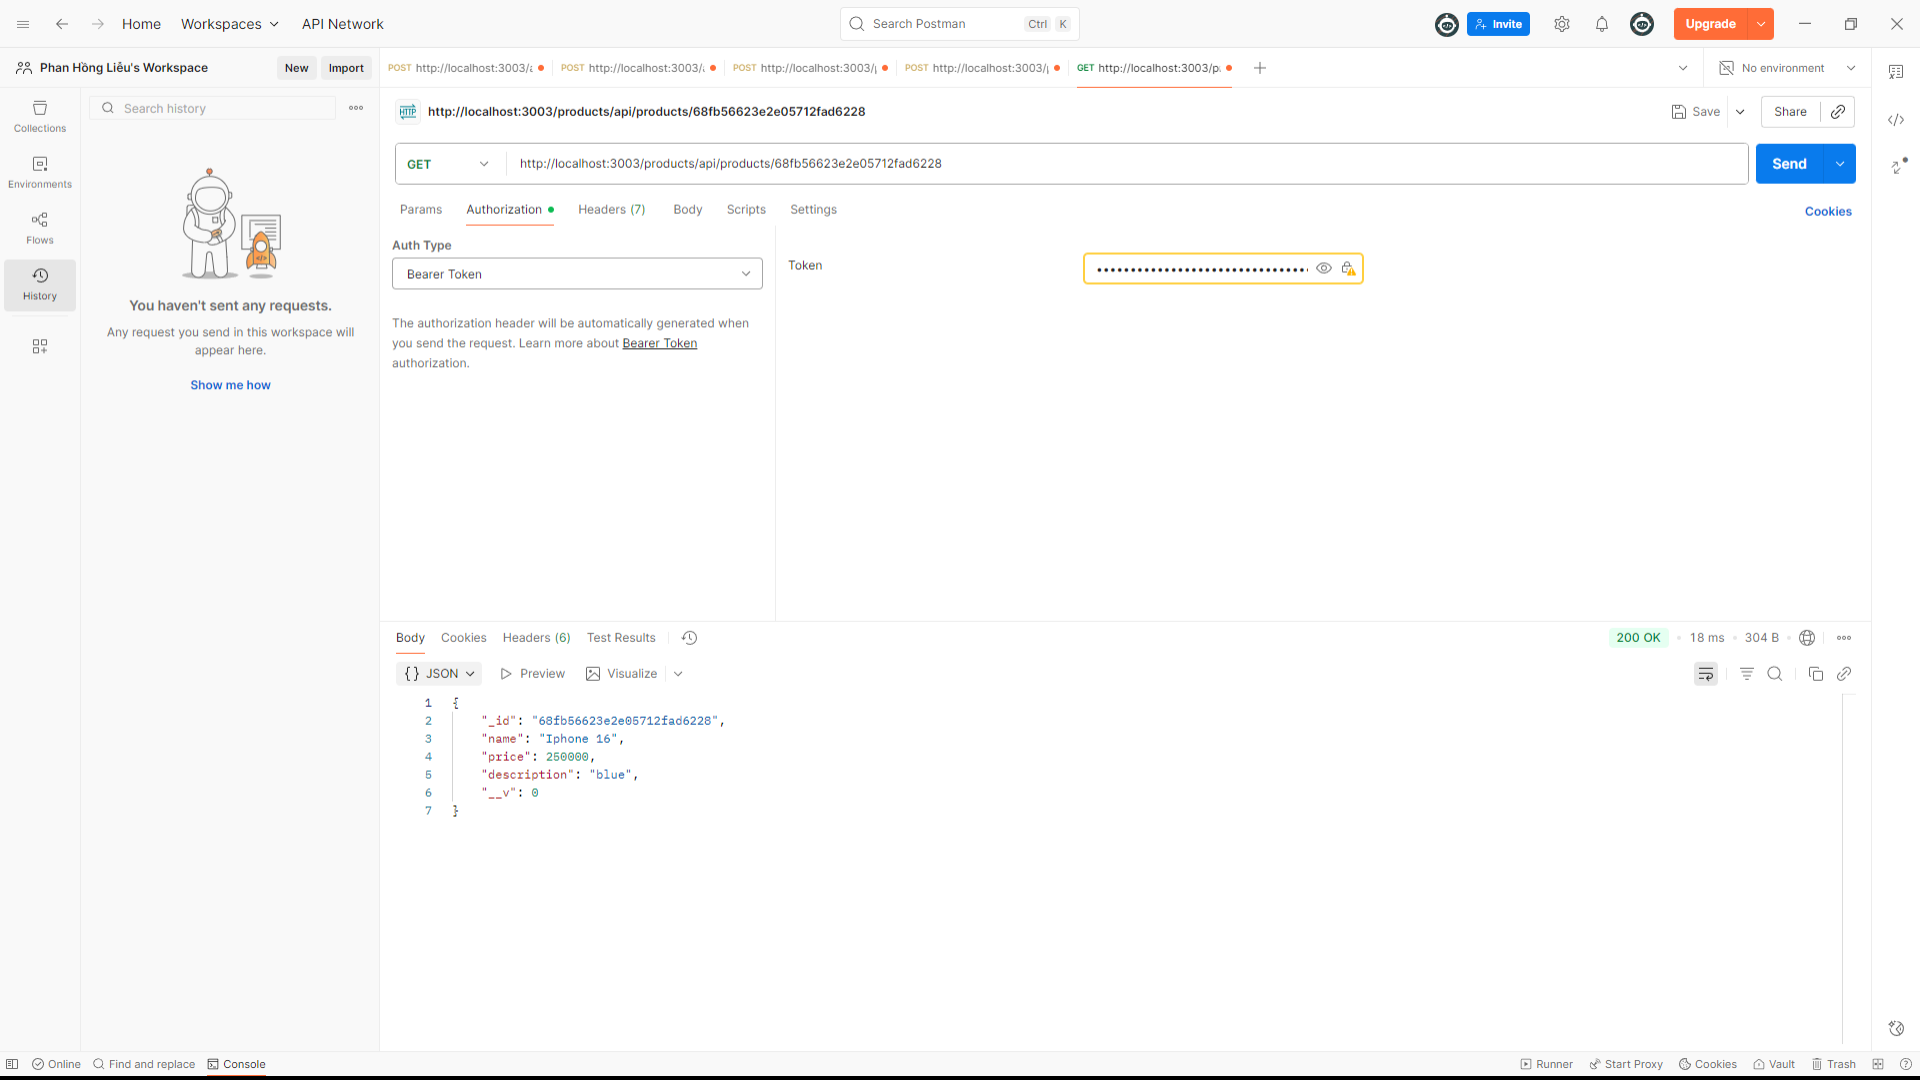 Home Workspaces API Network Search Postman Ctrl K Invite Upgrade
Phan Hồng Liễu's Workspace New Import
POST http://localhost:3003/ POST http://localhost:3003/ POST http://localhost:3003/ POST http://localhost:3003/ GET http://localhost:3003/p No environment
Collections
Environments
Flows
History
Search history
You haven't sent any requests.
Any request you send in this workspace will
appear here.
Show me how
HTTP http://localhost:3003/products/api/products/68fb56623e2e05712fad6228 Save Share
GET http://localhost:3003/products/api/products/68fb56623e2e05712fad6228 Send
Params Authorization Headers (7) Body Scripts Settings Cookies
Auth Type
Bearer Token
Token
The authorization header will be automatically generated when
you send the request. Learn more about Bearer Token
authorization.
Body Cookies Headers (6) Test Results 200 OK 18 ms 304 B
{} JSON Preview Visualize
1 {
2 "_id": "68fb56623e2e05712fad6228",
3 "name": "Iphone 16",
4 "price": 250000,
5 "description": "blue",
6 "__v": 0
7 }
Online Find and replace Console Runner Start Proxy Cookies Vault Trash